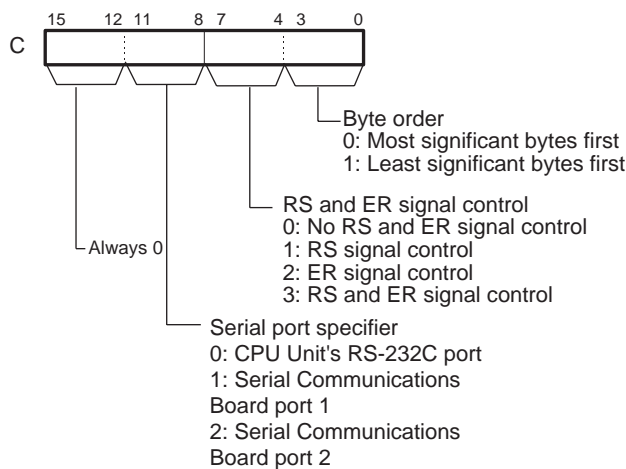 15 12 11 8 7 4 3 0
C
Byte order
0: Most significant bytes first
1: Least significant bytes first
RS and ER signal control
0: No RS and ER signal control
1: RS signal control
2: ER signal control
3: RS and ER signal control
Always 0
Serial port specifier
0: CPU Unit's RS-232C port
1: Serial Communications
Board port 1
2: Serial Communications
Board port 2